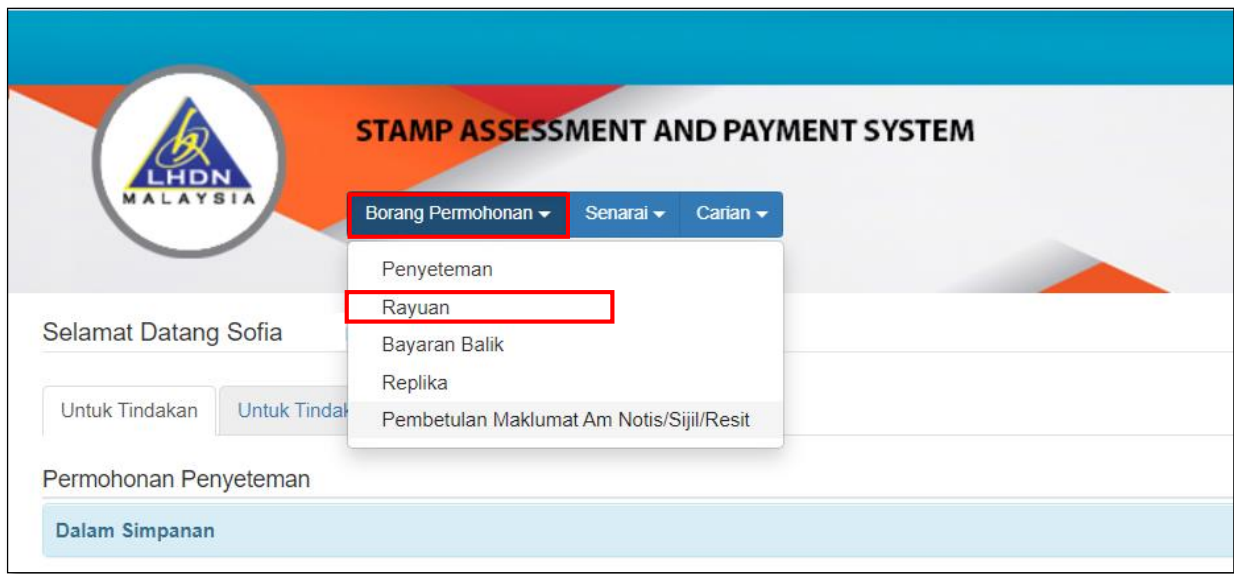 STAMP ASSESSMENT AND PAYMENT SYSTEM
LHDN
MALAYSIA
Borang Permohonan Senarai Carian
Penyeteman
Rayuan
Bayaran Balik
Replika
Pembetulan Maklumat Am Notis/Sijil/Resit
Selamat Datang Sofia
Untuk Tindakan Untuk
Permohonan Penyeteman
Dalam Simpanan